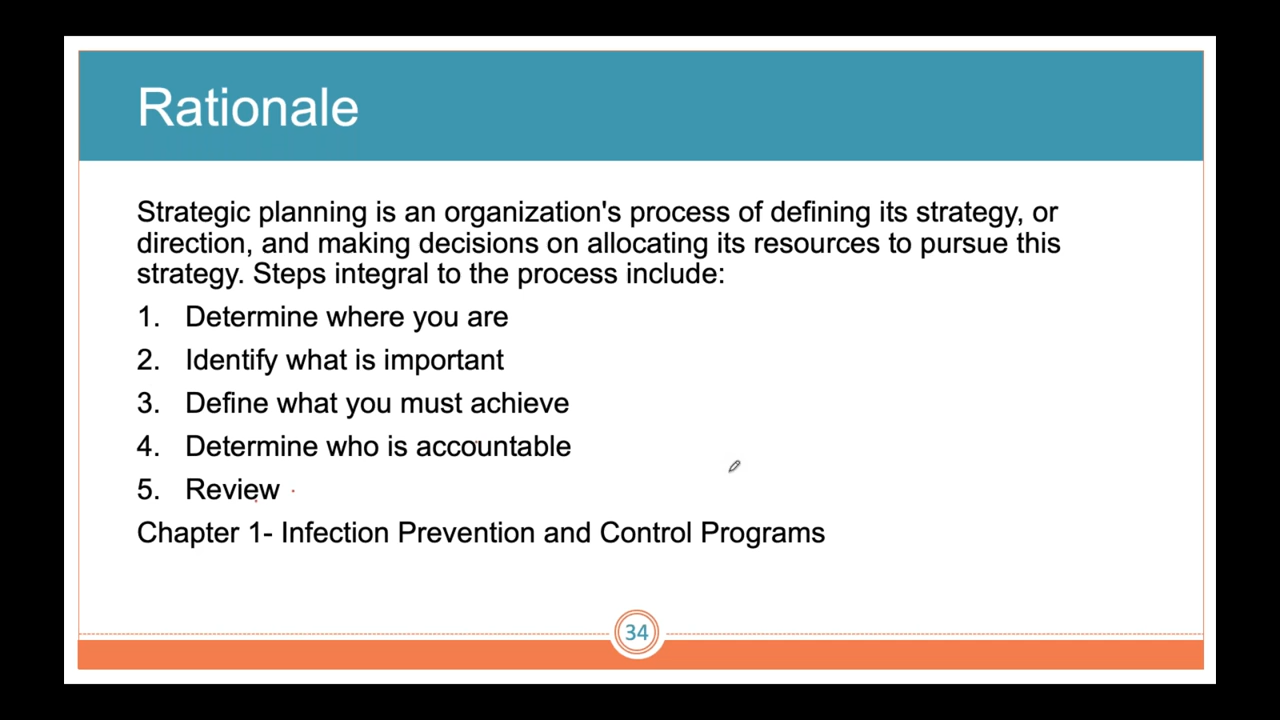 Rationale
Strategic planning is an organization's process of defining its strategy, or
direction, and making decisions on allocating its resources to pursue this
strategy. Steps integral to the process include:
1. Determine where you are
2. Identify what is important
3. Define what you must achieve
4. Determine who is accountable
5. Review
Chapter 1- Infection Prevention and Control Programs
34